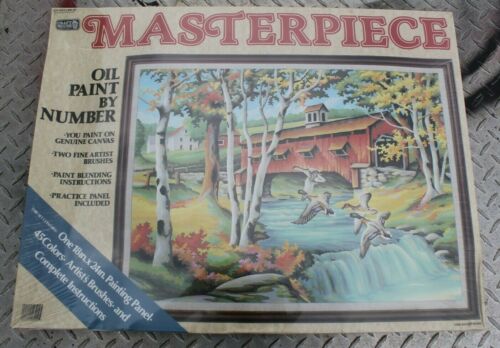 MASTERPIECE
OIL
PAINT
BY
NUMBER
·YOU PAINT ON
GENUINE CANVAS
·TWO FINE ARTIST
BRUSHES
·PAINT BLENDING
INSTRUCTIONS
·PRACTICE PANEL
INCLUDED
One 18in. x 24in. Painting Panel·
45 Colors·Artist's Brushes·and
Complete Instructions